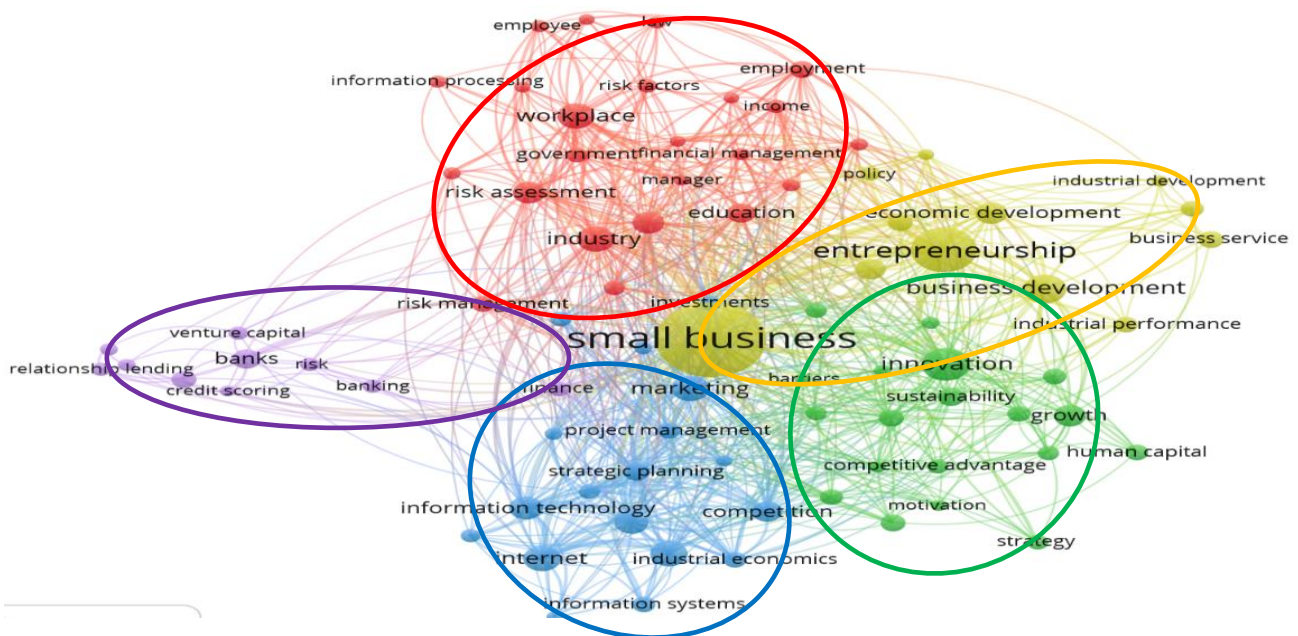 employee
law
information processing
employment
risk factors
income
workplace
government
financial management
policy
manager
industrial development
risk assessment
education
economic development
industry
business service
entrepreneurship
business development
risk management
investments
venture capital
small business
industrial performance
banks
risk
innovation
relationship lending
barriers
credit scoring
banking
finance
marketing
sustainability
growth
project management
human capital
strategic planning
competitive advantage
information technology
competition
motivation
strategy
internet
industrial economics
information systems